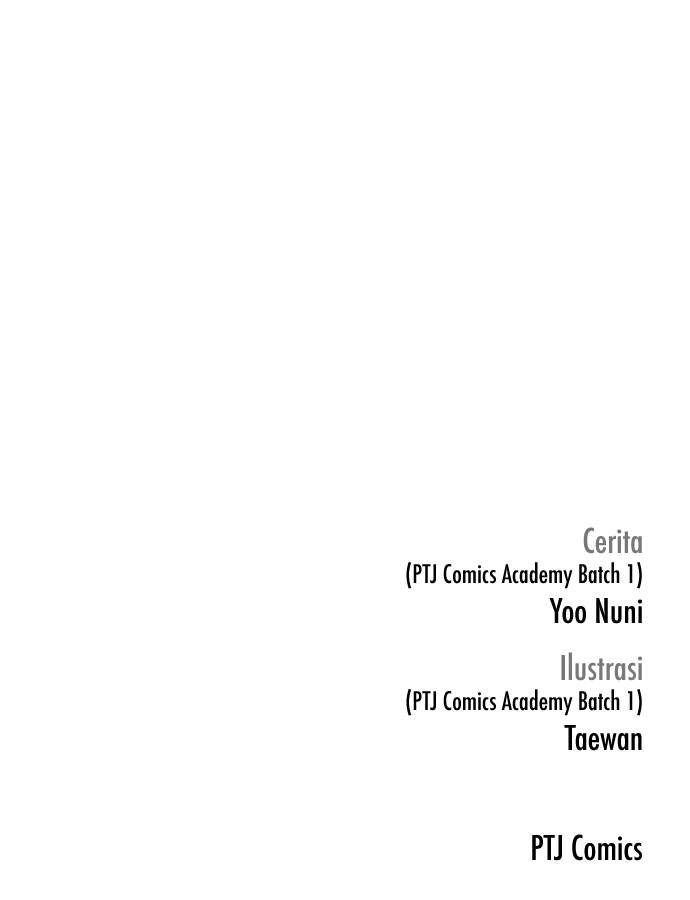 Cerita
(PTJ Comics Academy Batch 1)
Yoo Nuni
Ilustrasi
(PTJ Comics Academy Batch 1)
Taewan
PTJ Comics